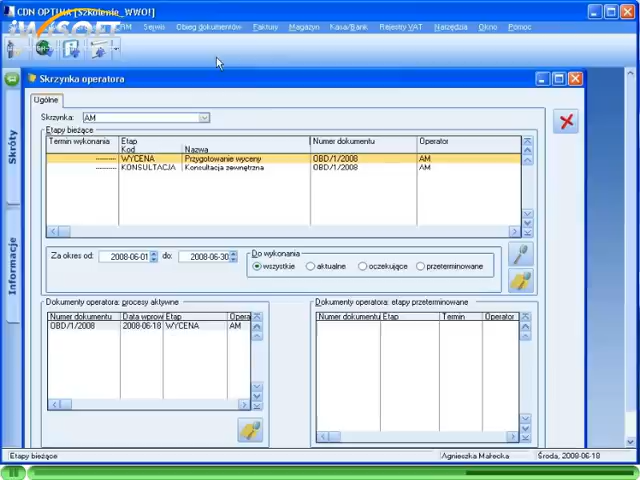 CDN OPTIMA [Szkolenie_WWO!]
Serwis Obieg dokumentów Faktury Magazyn Kasa/Bank Rejestry VAT Narzędzia Okno Pomoc
Skrzynka operatora
Ogólne
Skrzynka: AM
Etapy bieżące
Termin wykonania Etap Numer dokumentu Operator
Kod Nazwa
WYCENA Przygotowanie wyceny OBD/1/2008 AM
KONSULTACJA Konsultacja zewnętrzna OBD/1/2008 AM
Do wykonania
Za okres od: 2008-06-01 do: 2008-06-30
wszystkie aktualne oczekujące przeterminowane
Dokumenty operatora: procesy aktywne
Dokumenty operatora: etapy przeterminowane
Numer dokumentu Data wprow Etap Opera
Numer dokumentu Etap Termin Operator
OBD/1/2008 2008-06-18 WYCENA AM
Skróty
Informacje
Etapy bieżące Agnieszka Małecka Środa, 2008-06-18